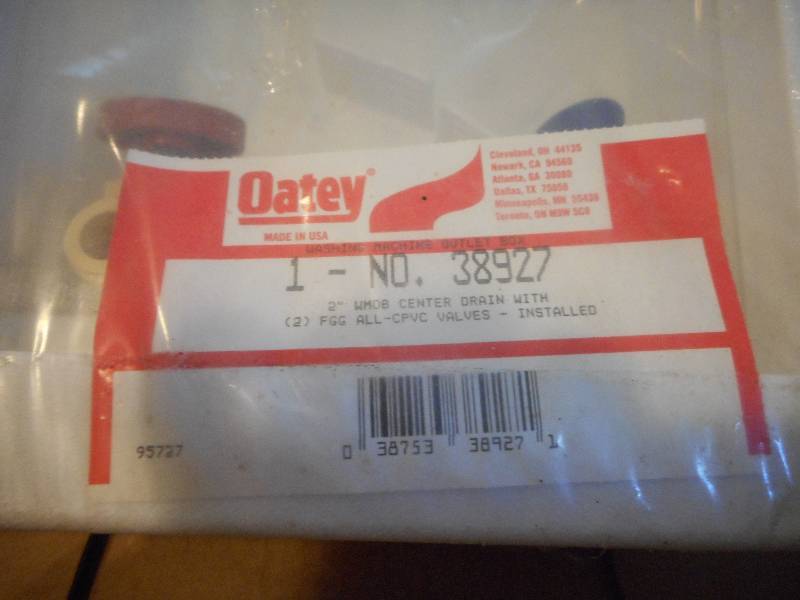 Oatey®
MADE IN USA
Cleveland, OH 44135
Newark, CA 94560
Atlanta, GA 30080
Dallas, TX 75050
Minneapolis, MN 55430
Toronto, ON M9W 5C9
WASHING MACHINE OUTLET BOX
1 - NO. 38927
2" WMOB CENTER DRAIN WITH
(2) FGG ALL-CPVC VALVES - INSTALLED
95727
0 38753 38927 1